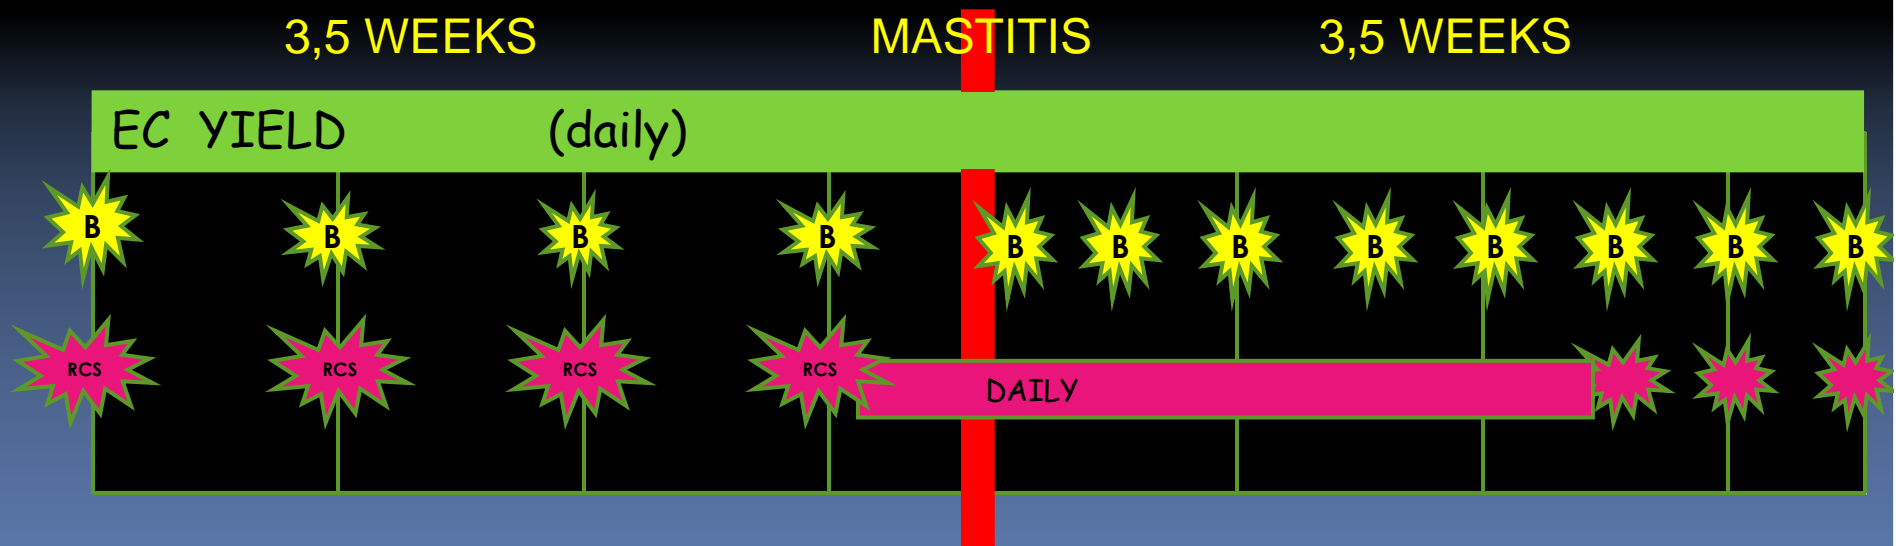 3,5 WEEKS MASTITIS 3,5 WEEKS
EC YIELD (daily)
B B B B B B B B B B B B
RCS RCS RCS RCS
DAILY